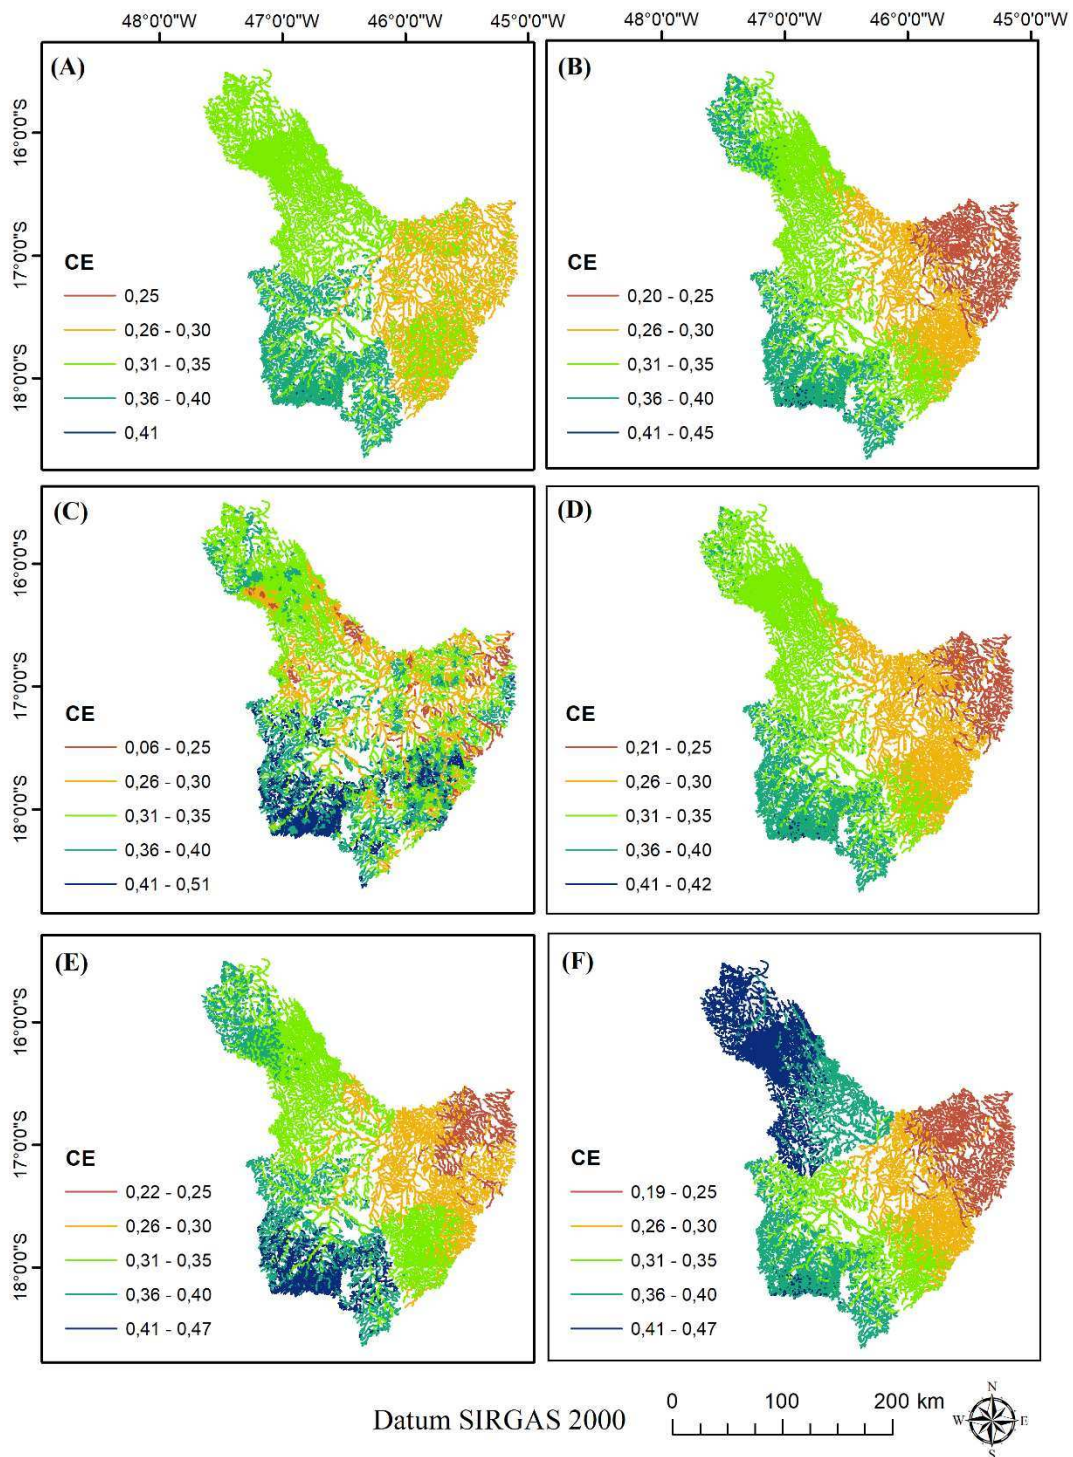 48°0'0"W 47°0'0"W 46°0'0"W 45°0'0"W 48°0'0"W 47°0'0"W 46°0'0"W 45°0'0"W
(A)
16°0'0"S
17°0'0"S
18°0'0"S
CE
0,25
0,26 - 0,30
0,31 - 0,35
0,36 - 0,40
0,41
(B)
CE
0,20 - 0,25
0,26 - 0,30
0,31 - 0,35
0,36 - 0,40
0,41 - 0,45
(C)
16°0'0"S
17°0'0"S
18°0'0"S
CE
0,06 - 0,25
0,26 - 0,30
0,31 - 0,35
0,36 - 0,40
0,41 - 0,51
(D)
CE
0,21 - 0,25
0,26 - 0,30
0,31 - 0,35
0,36 - 0,40
0,41 - 0,42
(E)
16°0'0"S
17°0'0"S
18°0'0"S
CE
0,22 - 0,25
0,26 - 0,30
0,31 - 0,35
0,36 - 0,40
0,41 - 0,47
(F)
CE
0,19 - 0,25
0,26 - 0,30
0,31 - 0,35
0,36 - 0,40
0,41 - 0,47
Datum SIRGAS 2000
0 100 200 km
N
W E
S